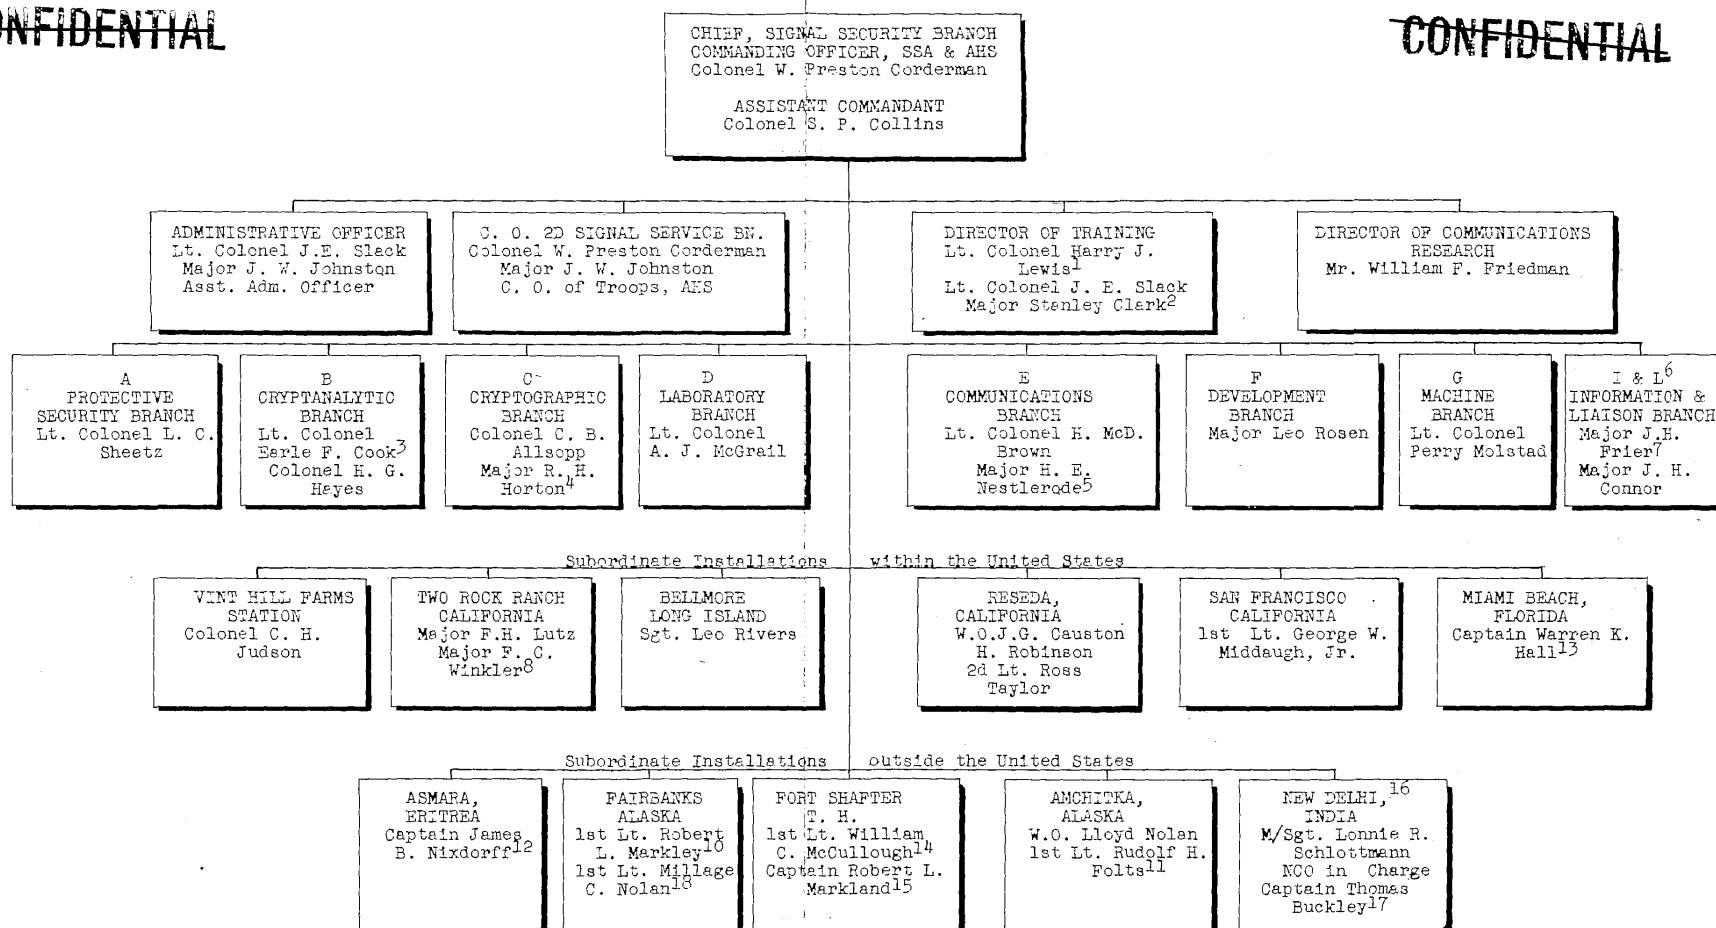 CONFIDENTIAL
CHIEF, SIGNAL SECURITY BRANCH
COMMANDING OFFICER, SSA & AHS
Colonel W. Preston Corderman
ASSISTANT COMMANDANT
Colonel S. P. Collins
ADMINISTRATIVE OFFICER
Lt. Colonel J.E. Slack
Major J. W. Johnston
Asst. Adm. Officer
C. O. 2D SIGNAL SERVICE BN.
Colonel W. Preston Corderman
Major J. W. Johnston
C. O. of Troops, AHS
DIRECTOR OF TRAINING
Lt. Colonel Harry J.
Lewis1
Lt. Colonel J. E. Slack
Major Stanley Clark2
DIRECTOR OF COMMUNICATIONS
RESEARCH
Mr. William F. Friedman
A
PROTECTIVE
SECURITY BRANCH
Lt. Colonel L. C.
Sheetz
B
CRYPTANALYTIC
BRANCH
Lt. Colonel
Earle F. Cook3
Colonel H. G.
Hayes
C
CRYPTOGRAPHIC
BRANCH
Colonel C. B.
Allsopp
Major R. H.
Horton4
D
LABORATORY
BRANCH
Lt. Colonel
A. J. McGrail
E
COMMUNICATIONS
BRANCH
Lt. Colonel H. McD.
Brown
Major H. E.
Nestlerode5
F
DEVELOPMENT
BRANCH
Major Leo Rosen
G
MACHINE
BRANCH
Lt. Colonel
Perry Molstad
I & L6
INFORMATION &
LIAISON BRANCH
Major J.H.
Frier7
Major J. H.
Connor
Subordinate Installations within the United States
VINT HILL FARMS
STATION
Colonel C. H.
Judson
TWO ROCK RANCH
CALIFORNIA
Major F.H. Lutz
Major F. C.
Winkler8
BELLMORE
LONG ISLAND
Sgt. Leo Rivers
RESEDA,
CALIFORNIA
W.O.J.G. Causton
H. Robinson
2d Lt. Ross
Taylor
SAN FRANCISCO
CALIFORNIA
1st Lt. George W.
Middaugh, Jr.
MIAMI BEACH,
FLORIDA
Captain Warren K.
Hall13
Subordinate Installations outside the United States
ASMARA,
ERITREA
Captain James
B. Nixdorff12
FAIRBANKS
ALASKA
1st Lt. Robert
L. Markley10
1st Lt. Millage
C. Nolan18
FORT SHAFTER
T. H.
1st Lt. William
C. McCullough14
Captain Robert L.
Markland15
AMCHITKA,
ALASKA
W.O. Lloyd Nolan
1st Lt. Rudolf H.
Folts11
NEW DELHI,16
INDIA
M/Sgt. Lonnie R.
Schlottmann
NCO in Charge
Captain Thomas
Buckley17